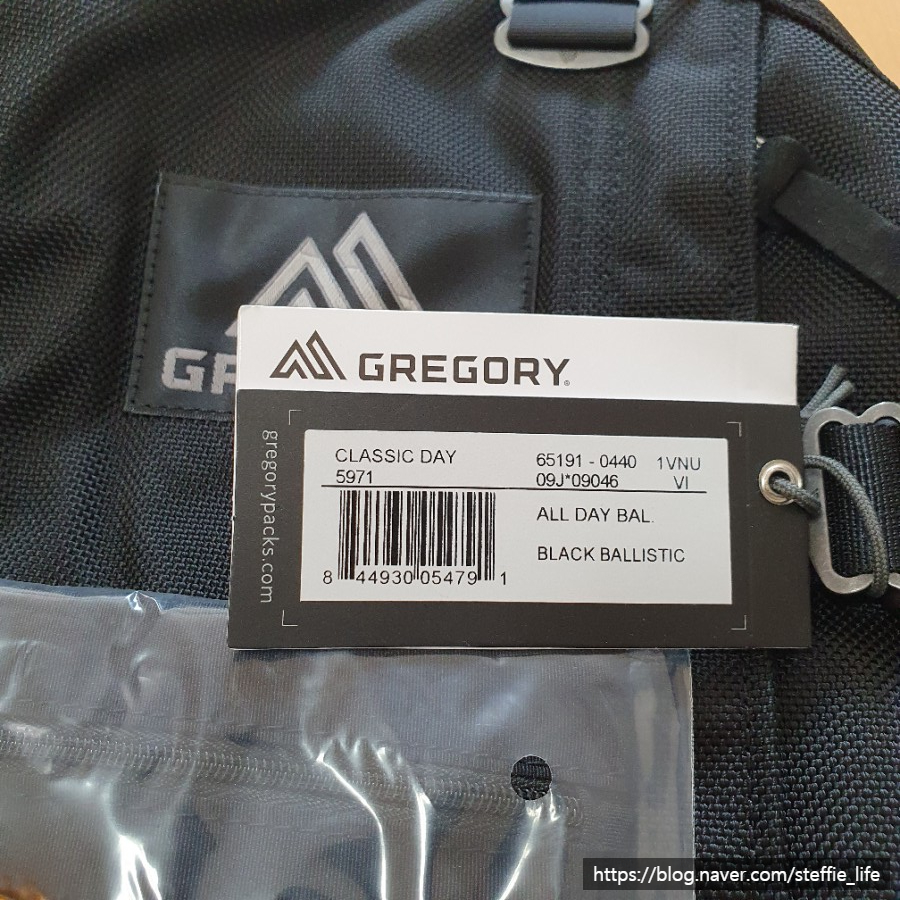 GREGORY
gregorypacks.com
CLASSIC DAY
5971
65191 - 0440 1VNU
09J*09046 VI
ALL DAY BAL.
BLACK BALLISTIC
8 44930 05479 1
https://blog.naver.com/steffie_life